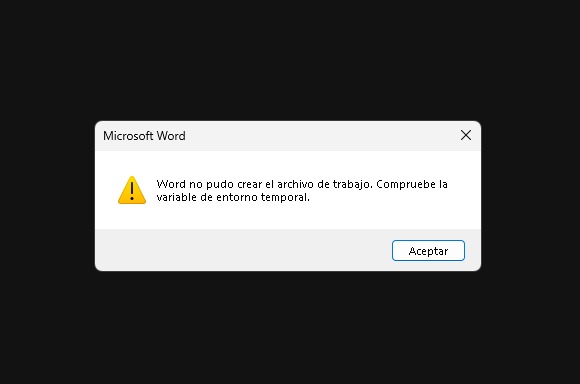 Microsoft Word
Word no pudo crear el archivo de trabajo. Compruebe la
variable de entorno temporal.
Aceptar